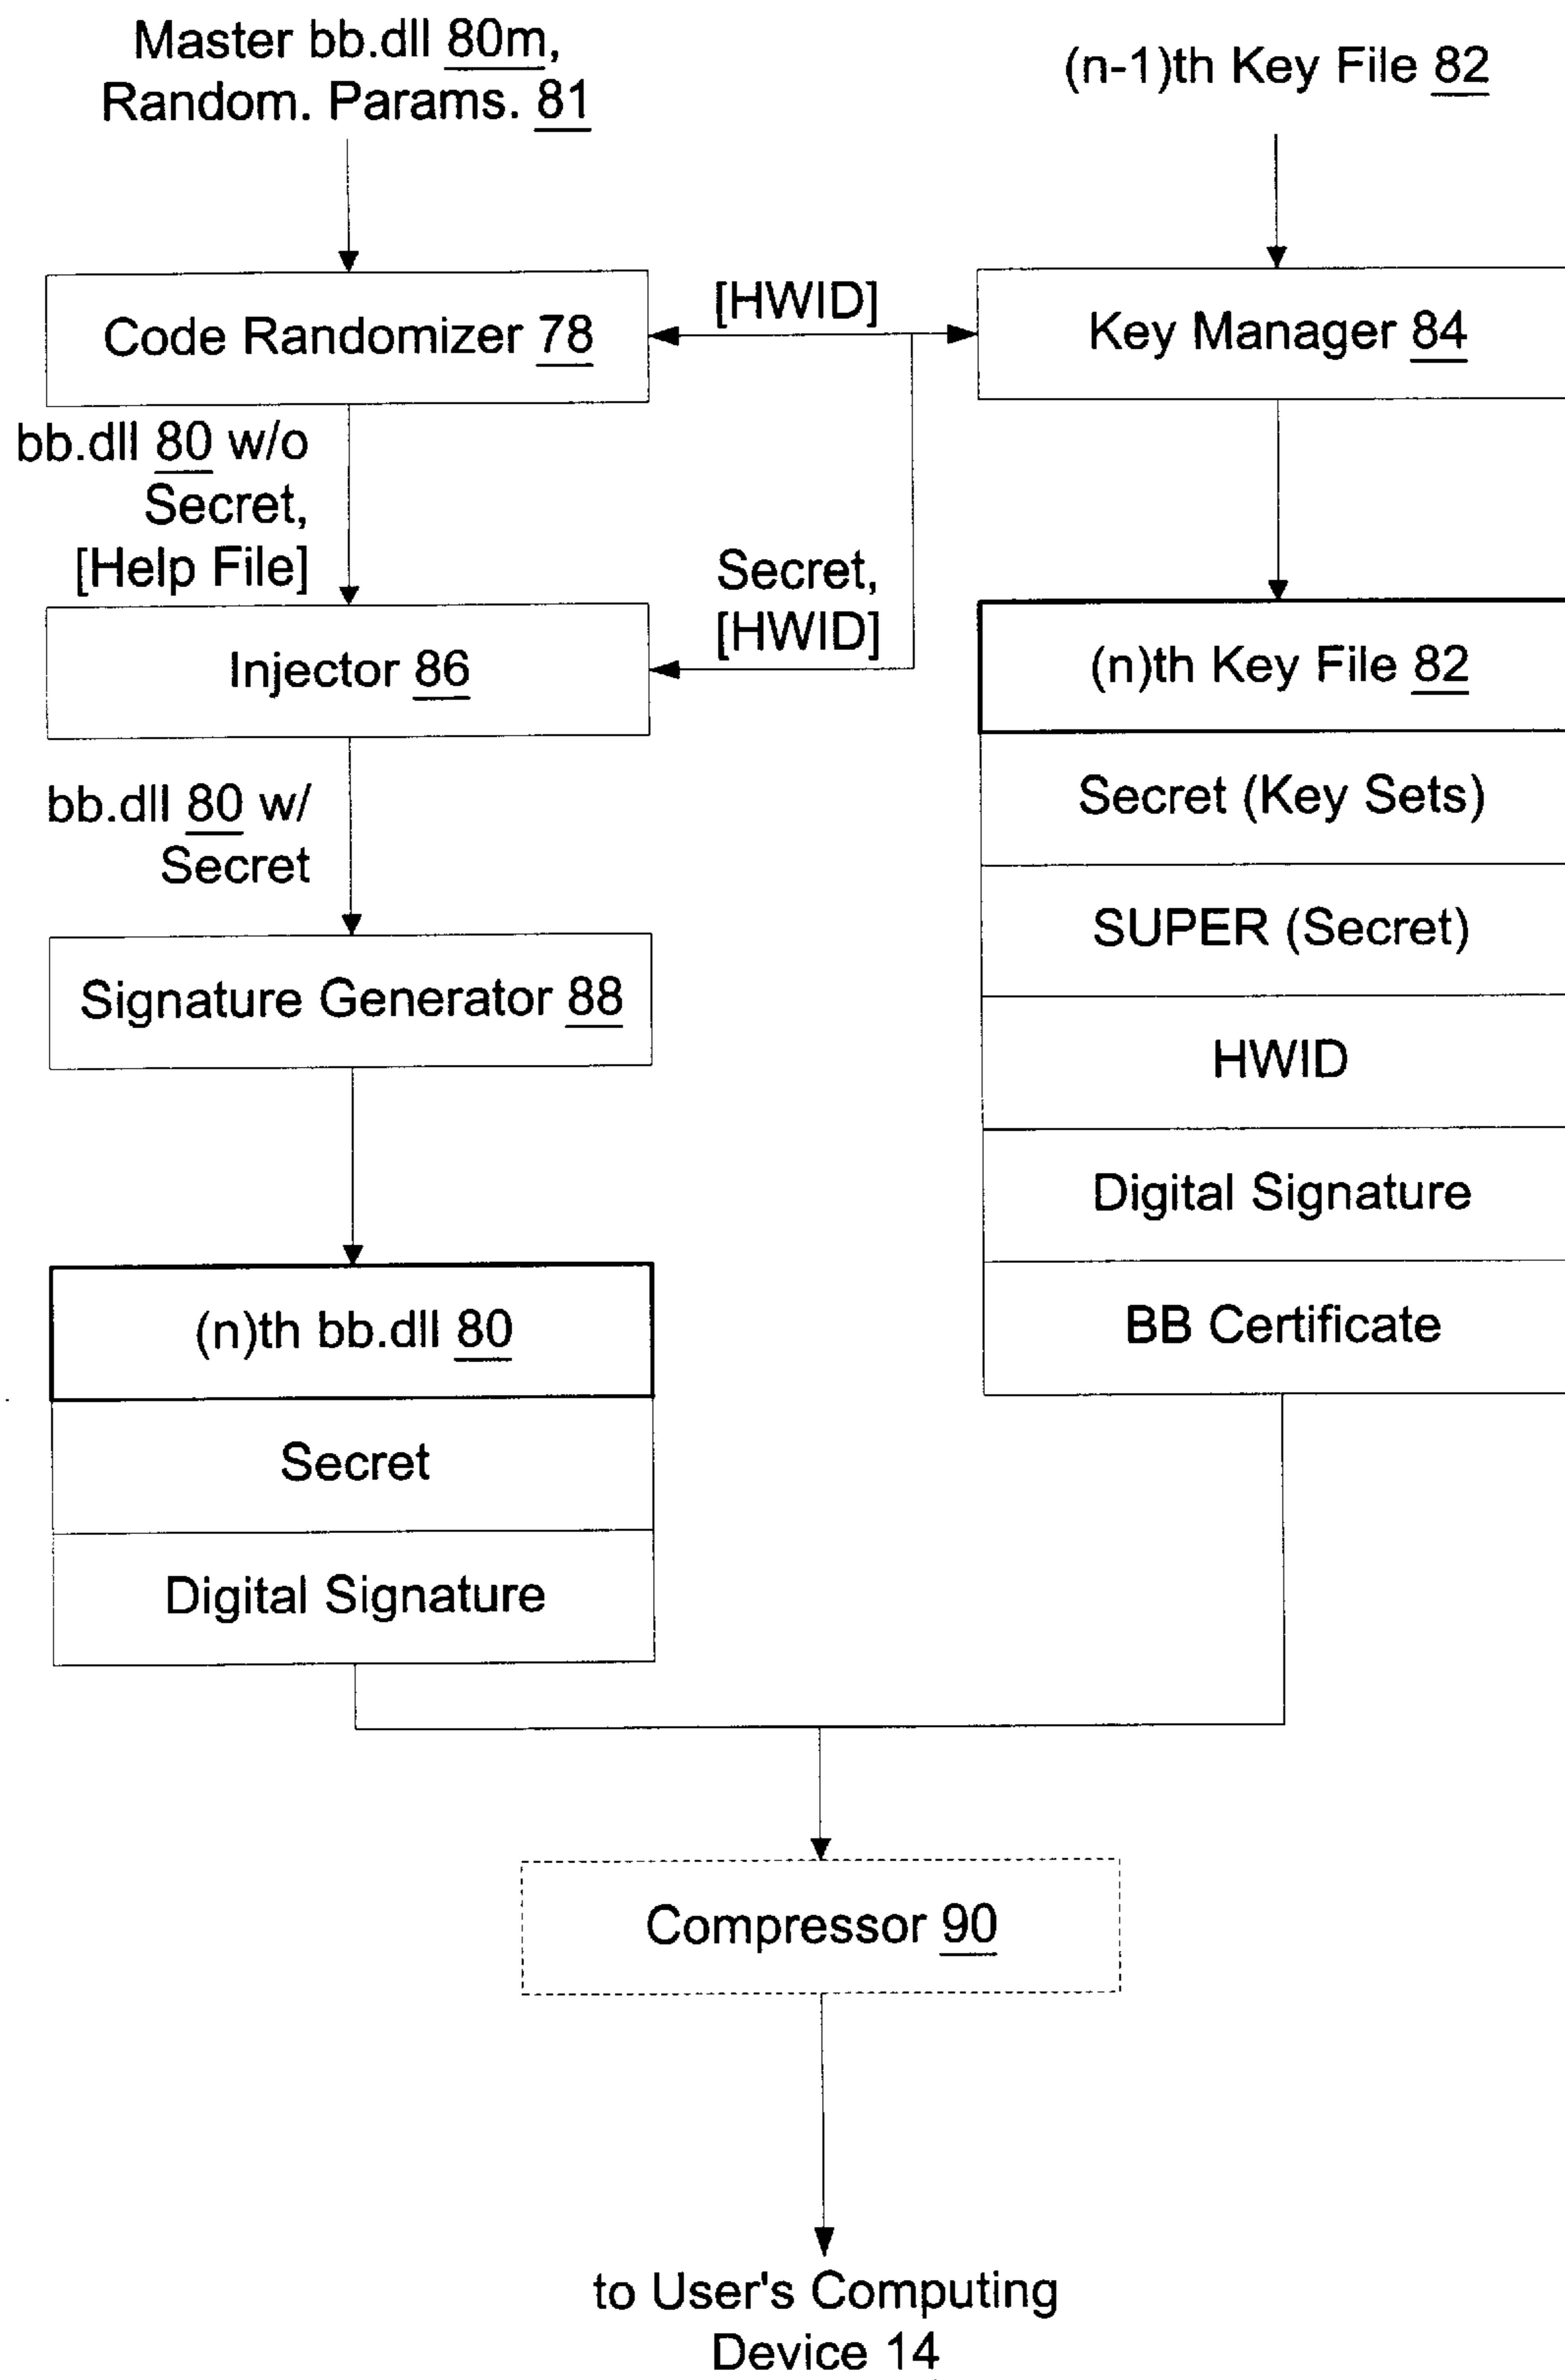 Master bb.dll 80m,
Random. Params. 81
(n-1)th Key File 82
Code Randomizer 78
[HWID]
Key Manager 84
bb.dll 80 w/o
Secret,
[Help File]
Secret,
[HWID]
Injector 86
(n)th Key File 82
Secret (Key Sets)
SUPER (Secret)
HWID
Digital Signature
BB Certificate
bb.dll 80 w/
Secret
Signature Generator 88
(n)th bb.dll 80
Secret
Digital Signature
Compressor 90
to User's Computing
Device 14